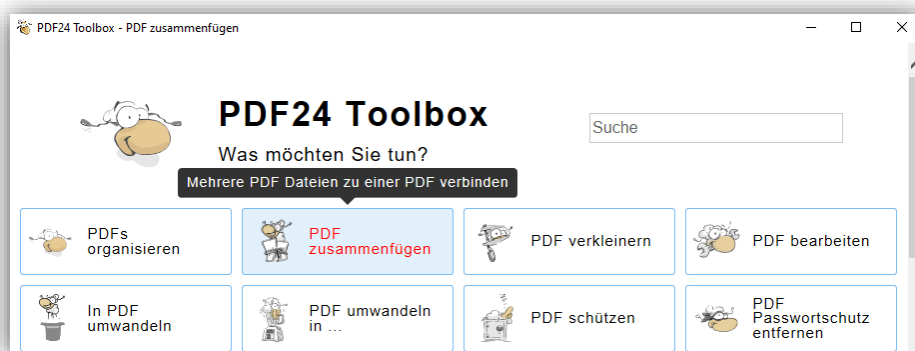 PDF24 Toolbox - PDF zusammenfügen
PDF24 Toolbox
Suche
Was möchten Sie tun?
Mehrere PDF Dateien zu einer PDF verbinden
PDFs
organisieren
PDF
zusammenfügen
PDF verkleinern
PDF bearbeiten
In PDF
umwandeln
PDF umwandeln
in ...
PDF schützen
PDF
Passwortschutz
entfernen